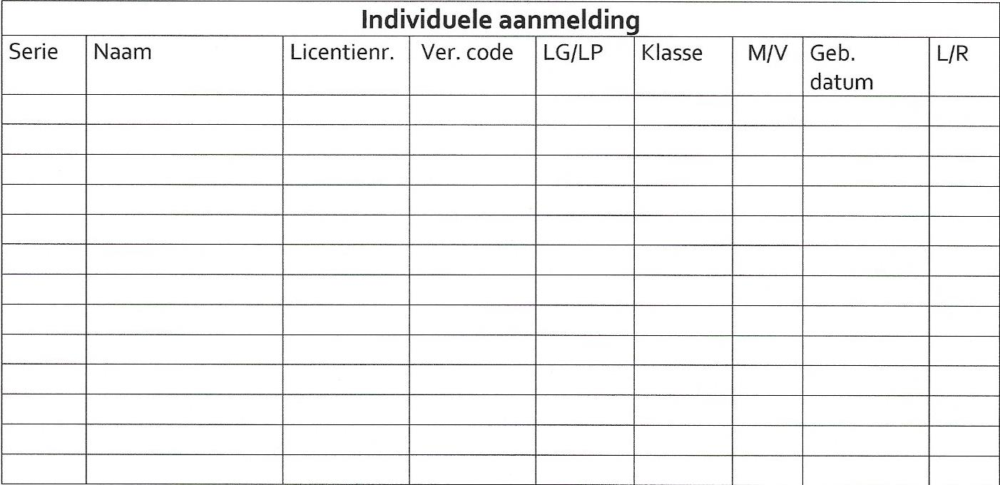 Individuele aanmelding
Serie Naam Licentienr. Ver. code LG/LP Klasse M/V Geb. datum L/R